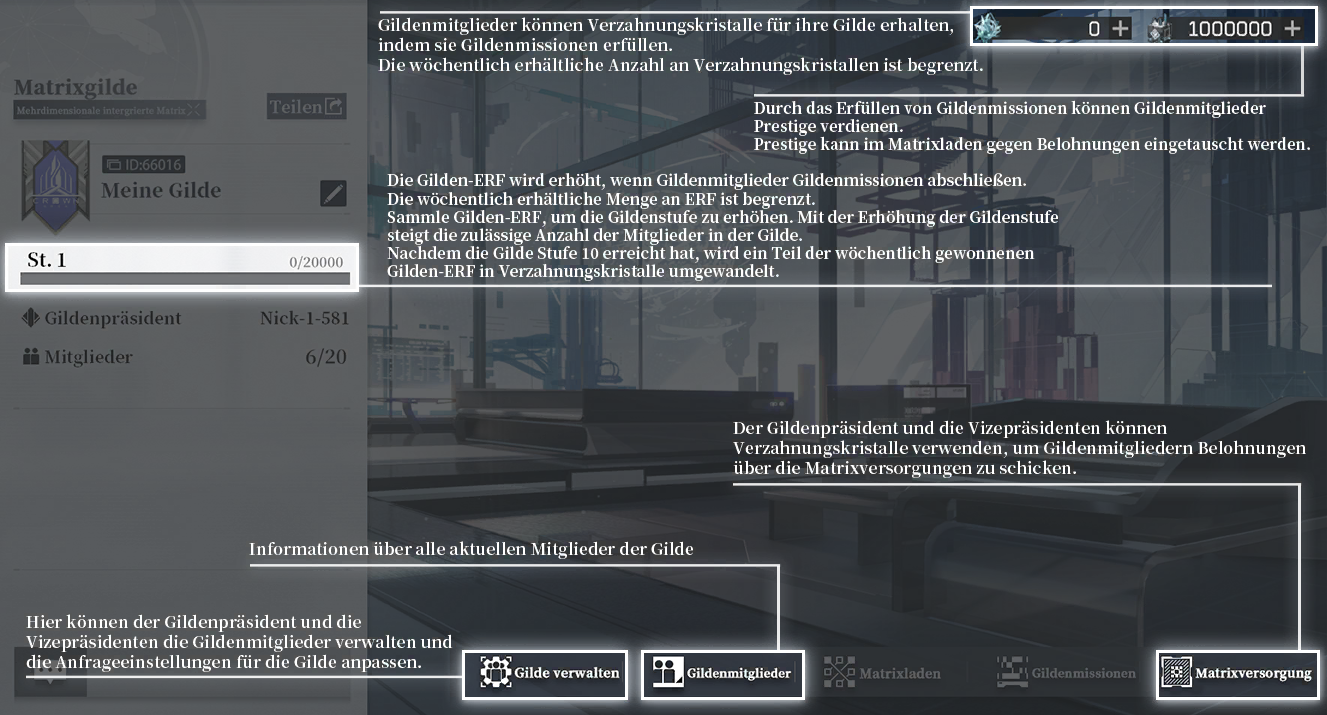 Gildenmitglieder können Verzahnungskristalle für ihre Gilde erhalten,
indem sie Gildenmissionen erfüllen.
Die wöchentlich erhältliche Anzahl an Verzahnungskristallen ist begrenzt.
0 +
1000000 +
Durch das Erfüllen von Gildenmissionen können Gildenmitglieder
Prestige verdienen.
Prestige kann im Matrixladen gegen Belohnungen eingetauscht werden.
Matrixgilde
Mehrdimensionale intergrierte Matrix
Teilen
ID:66016
Meine Gilde
CROWN
Die Gilden-ERF wird erhöht, wenn Gildenmitglieder Gildenmissionen abschließen.
Die wöchentlich erhältliche Menge an ERF ist begrenzt.
Sammle Gilden-ERF, um die Gildenstufe zu erhöhen. Mit der Erhöhung der Gildenstufe
steigt die zulässige Anzahl der Mitglieder in der Gilde.
Nachdem die Gilde Stufe 10 erreicht hat, wird ein Teil der wöchentlich gewonnenen
Gilden-ERF in Verzahnungskristalle umgewandelt.
St. 1 0/20000
Gildenpräsident Nick-1-581
Mitglieder 6/20
Der Gildenpräsident und die Vizepräsidenten können
Verzahnungskristalle verwenden, um Gildenmitgliedern Belohnungen
über die Matrixversorgungen zu schicken.
Informationen über alle aktuellen Mitglieder der Gilde
Hier können der Gildenpräsident und die
Vizepräsidenten die Gildenmitglieder verwalten und
die Anfrageeinstellungen für die Gilde anpassen.
Gilde verwalten
Gildenmitglieder
Matrixladen
Gildenmissionen
Matrixversorgung